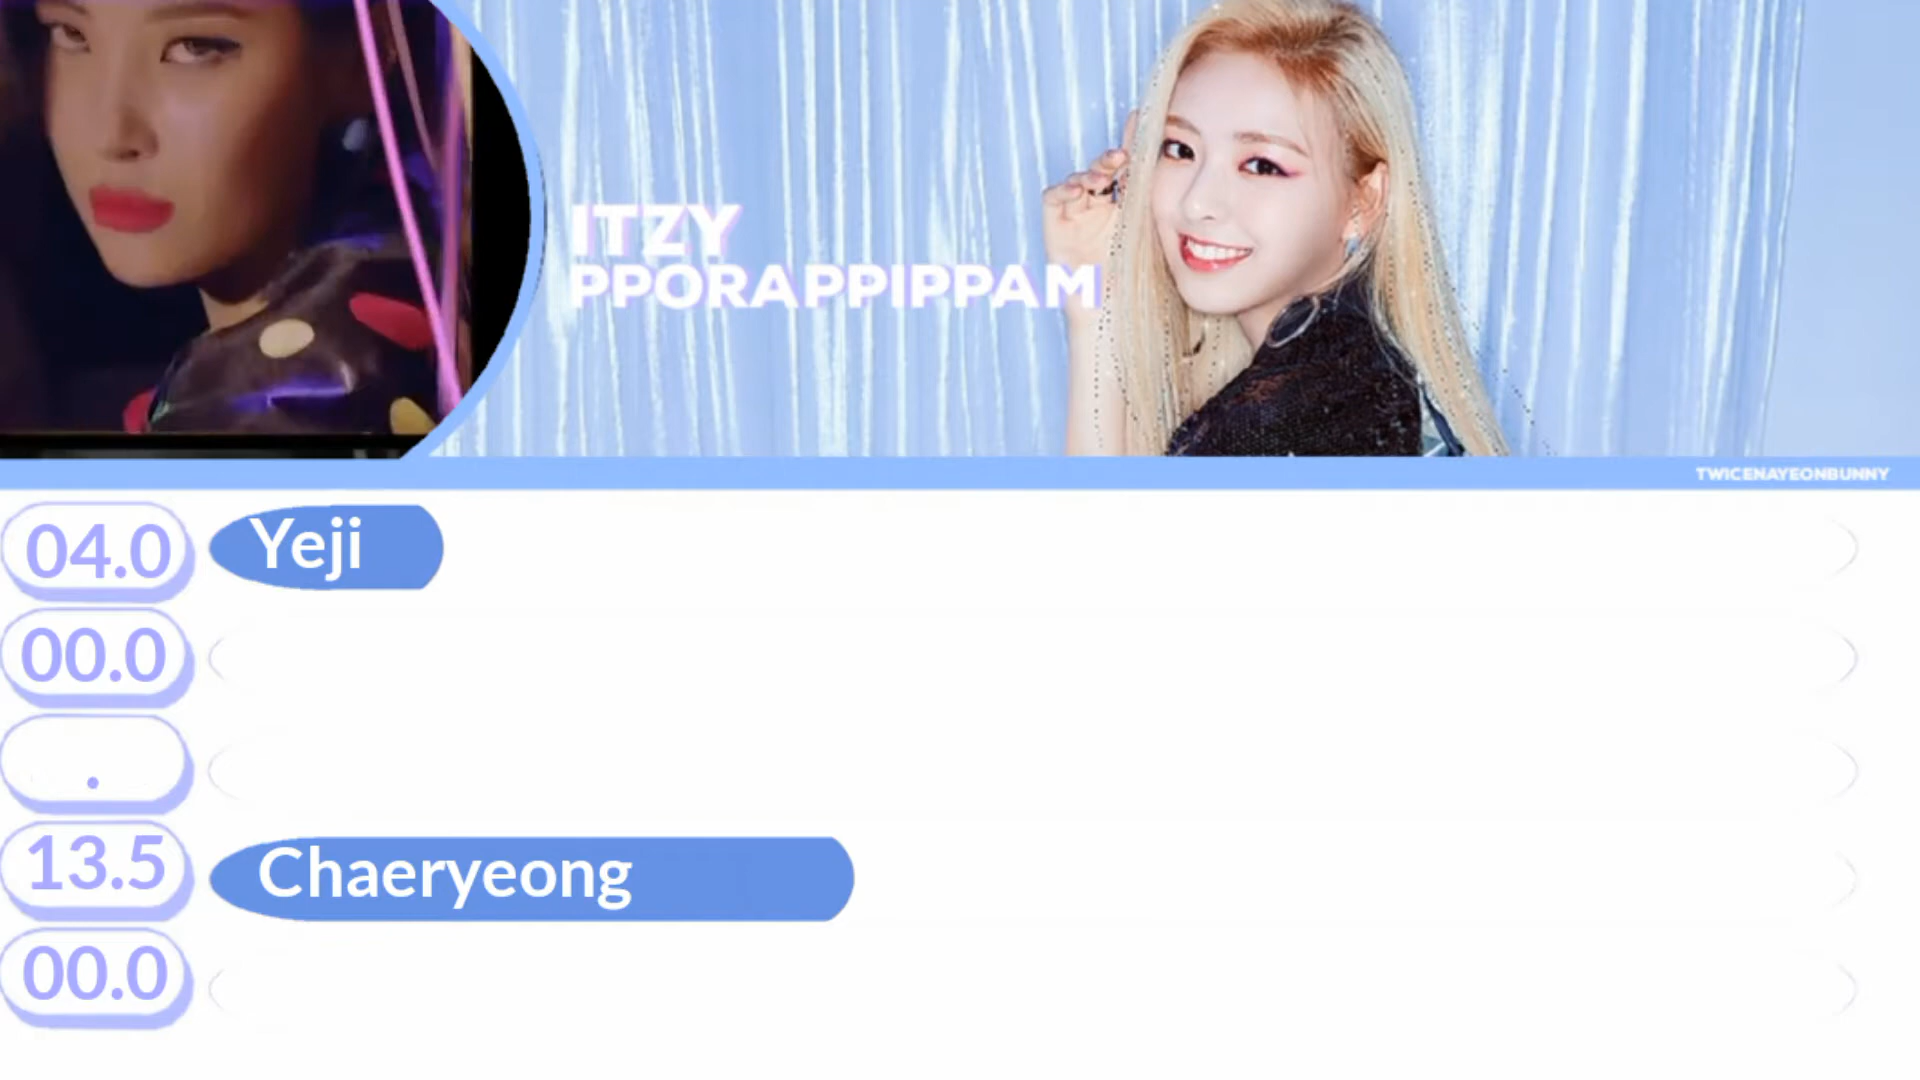 ITZY
PPORAPPIPPAM
TWICENAYEONBUNNY
04.0 Yeji
00.0
.
13.5 Chaeryeong
00.0